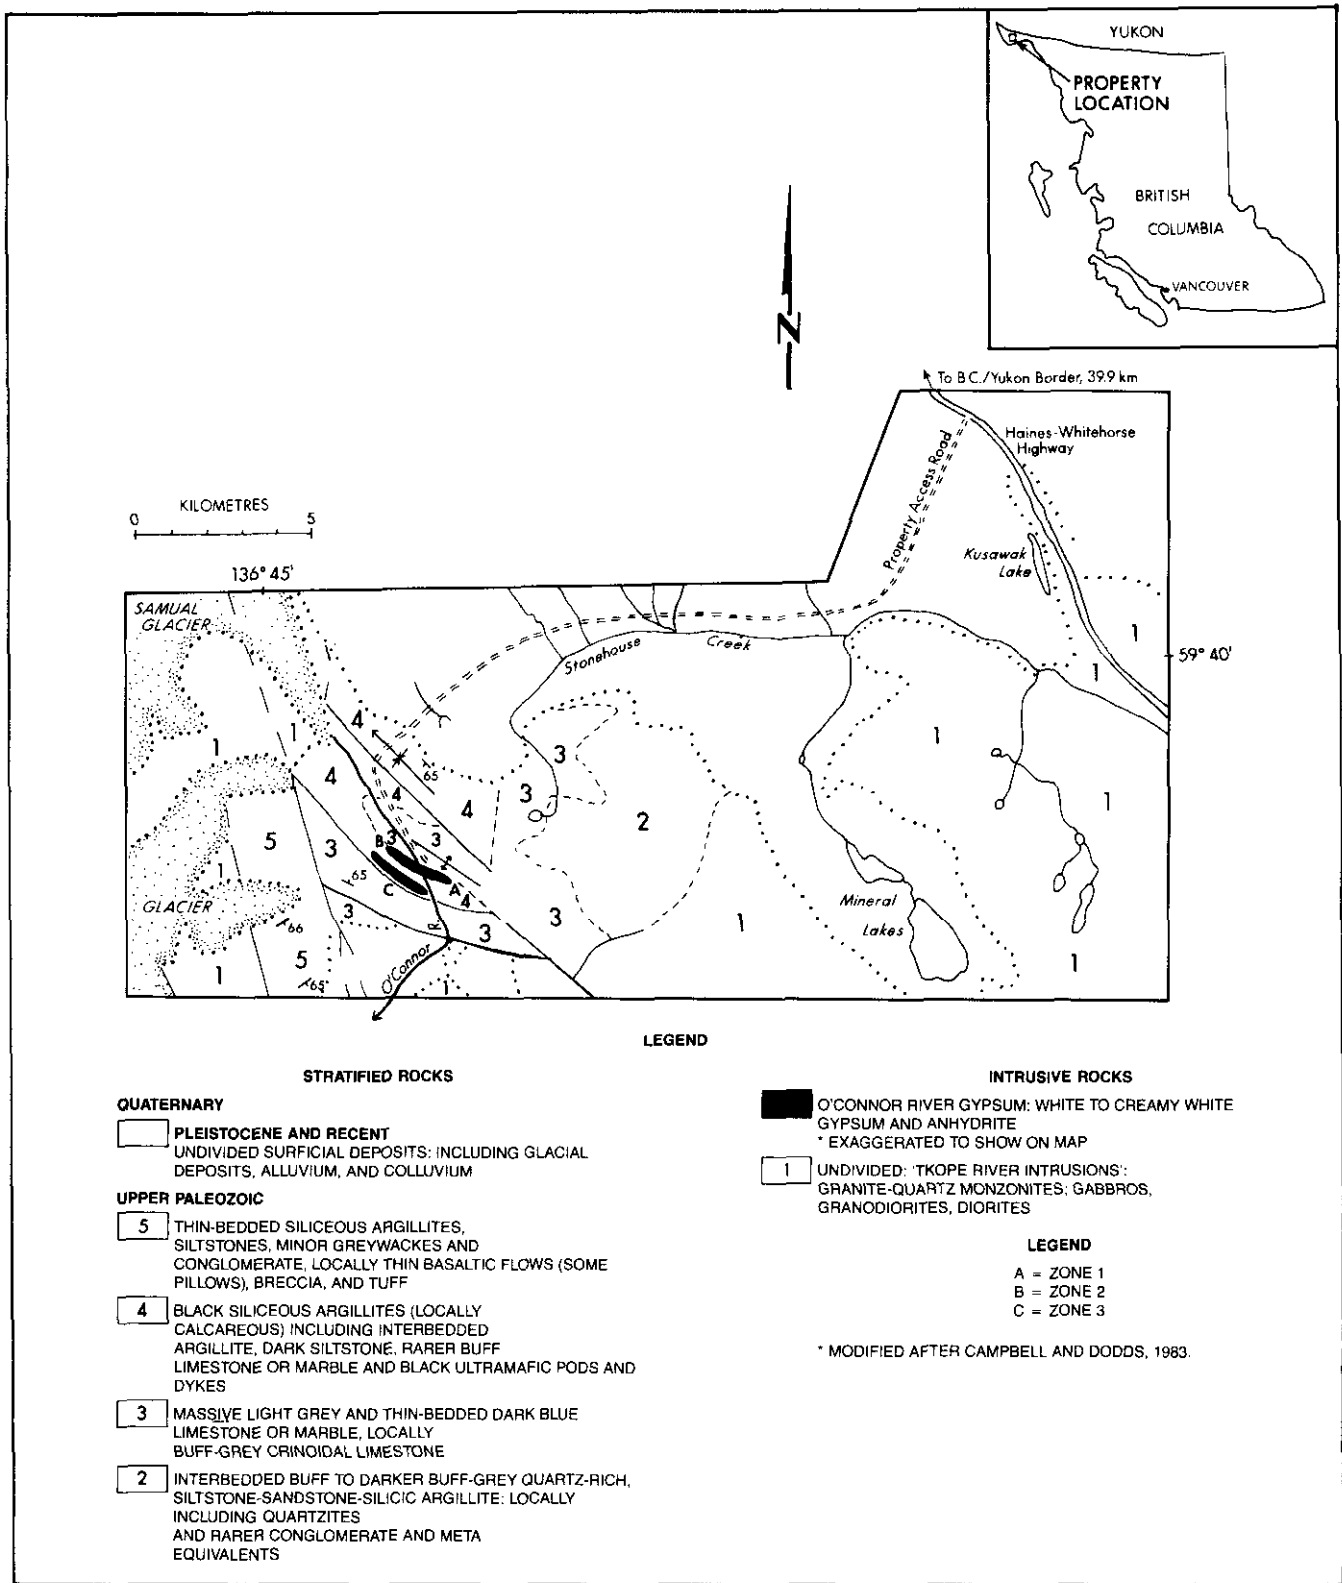 YUKON
PROPERTY
LOCATION
BRITISH
COLUMBIA
VANCOUVER
N
To B.C./Yukon Border, 39.9 km
Haines-Whitehorse
Highway
Property Access Road
Kusawak
Lake
KILOMETRES
0 5
136° 45'
59° 40'
SAMUAL
GLACIER
Stonehouse Creek
1
1
1
4
1
1
3
65
1
4
4
4
3
1
5
3
B
3
3
2
1
65
C
A
4
GLACIER
3
3
3
1
Mineral
Lakes
66
R
O'Connor
5
1
65°
1
1
LEGEND
STRATIFIED ROCKS
QUATERNARY
PLEISTOCENE AND RECENT
UNDIVIDED SURFICIAL DEPOSITS: INCLUDING GLACIAL
DEPOSITS, ALLUVIUM, AND COLLUVIUM
UPPER PALEOZOIC
5 THIN-BEDDED SILICEOUS ARGILLITES,
SILTSTONES, MINOR GREYWACKES AND
CONGLOMERATE, LOCALLY THIN BASALTIC FLOWS (SOME
PILLOWS), BRECCIA, AND TUFF
4 BLACK SILICEOUS ARGILLITES (LOCALLY
CALCAREOUS) INCLUDING INTERBEDDED
ARGILLITE, DARK SILTSTONE, RARER BUFF
LIMESTONE OR MARBLE AND BLACK ULTRAMAFIC PODS AND
DYKES
3 MASSIVE LIGHT GREY AND THIN-BEDDED DARK BLUE
LIMESTONE OR MARBLE, LOCALLY
BUFF-GREY CRINOIDAL LIMESTONE
2 INTERBEDDED BUFF TO DARKER BUFF-GREY QUARTZ-RICH,
SILTSTONE-SANDSTONE-SILICIC ARGILLITE: LOCALLY
INCLUDING QUARTZITES
AND RARER CONGLOMERATE AND META
EQUIVALENTS
INTRUSIVE ROCKS
O'CONNOR RIVER GYPSUM: WHITE TO CREAMY WHITE
GYPSUM AND ANHYDRITE
* EXAGGERATED TO SHOW ON MAP
1 UNDIVIDED: 'TKOPE RIVER INTRUSIONS':
GRANITE-QUARTZ MONZONITES; GABBROS,
GRANODIORITES, DIORITES
LEGEND
A = ZONE 1
B = ZONE 2
C = ZONE 3
* MODIFIED AFTER CAMPBELL AND DODDS, 1983.